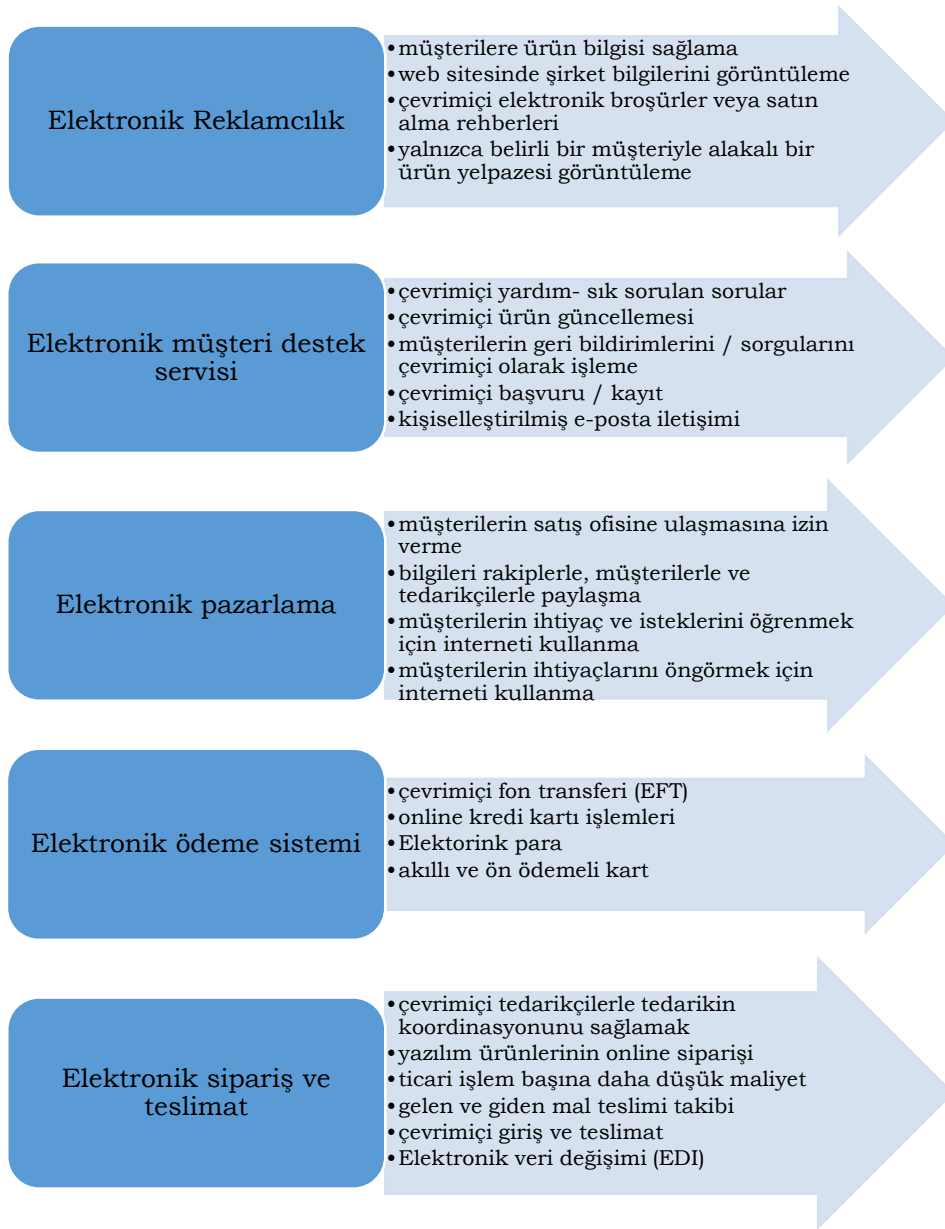 Elektronik Reklamcılık
•müşterilere ürün bilgisi sağlama
•web sitesinde şirket bilgilerini görüntüleme
•çevrimiçi elektronik broşürler veya satın
alma rehberleri
•yalnızca belirli bir müşteriyle alakalı bir
ürün yelpazesi görüntüleme
Elektronik müşteri destek
servisi
•çevrimiçi yardım- sık sorulan sorular
•çevrimiçi ürün güncellemesi
•müşterilerin geri bildirimlerini / sorgularını
çevrimiçi olarak işleme
•çevrimiçi başvuru / kayıt
•kişiselleştirilmiş e-posta iletişimi
Elektronik pazarlama
•müşterilerin satış ofisine ulaşmasına izin
verme
•bilgileri rakiplerle, müşterilerle ve
tedarikçilerle paylaşma
•müşterilerin ihtiyaç ve isteklerini öğrenmek
için interneti kullanma
•müşterilerin ihtiyaçlarını öngörmek için
interneti kullanma
Elektronik ödeme sistemi
•çevrimiçi fon transferi (EFT)
•online kredi kartı işlemleri
•Elektorink para
•akıllı ve ön ödemeli kart
Elektronik sipariş ve
teslimat
•çevrimiçi tedarikçilerle tedarikin
koordinasyonunu sağlamak
•yazılım ürünlerinin online siparişi
•ticari işlem başına daha düşük maliyet
•gelen ve giden mal teslimi takibi
•çevrimiçi giriş ve teslimat
•Elektronik veri değişimi (EDI)